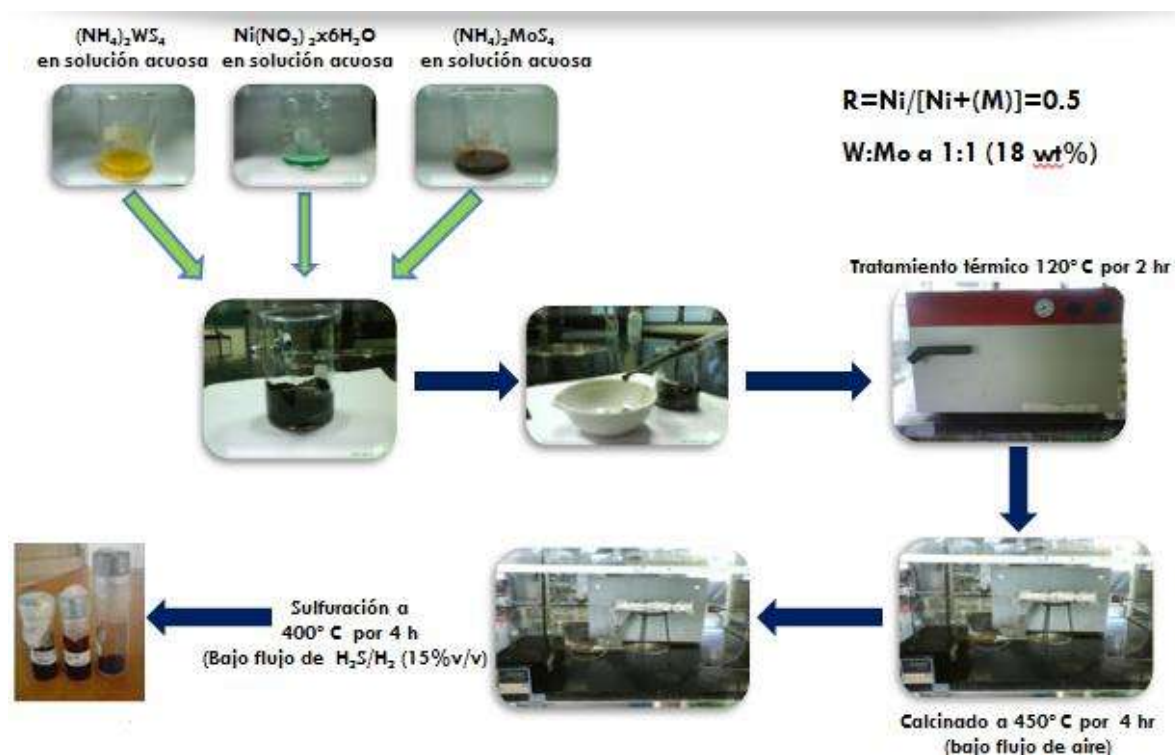 (NH₄)₂WS₄
en solución acuosa
Ni(NO₃)₂x6H₂O
en solución acuosa
(NH₄)₂MoS₄
en solución acuosa
R=Ni/[Ni+(M)]=0.5
W:Mo a 1:1 (18 wt%)
Tratamiento térmico 120° C por 2 hr
Sulfuración a
400° C por 4 h
(Bajo flujo de H₂S/H₂ (15%v/v)
Calcinado a 450° C por 4 hr
(bajo flujo de aire)